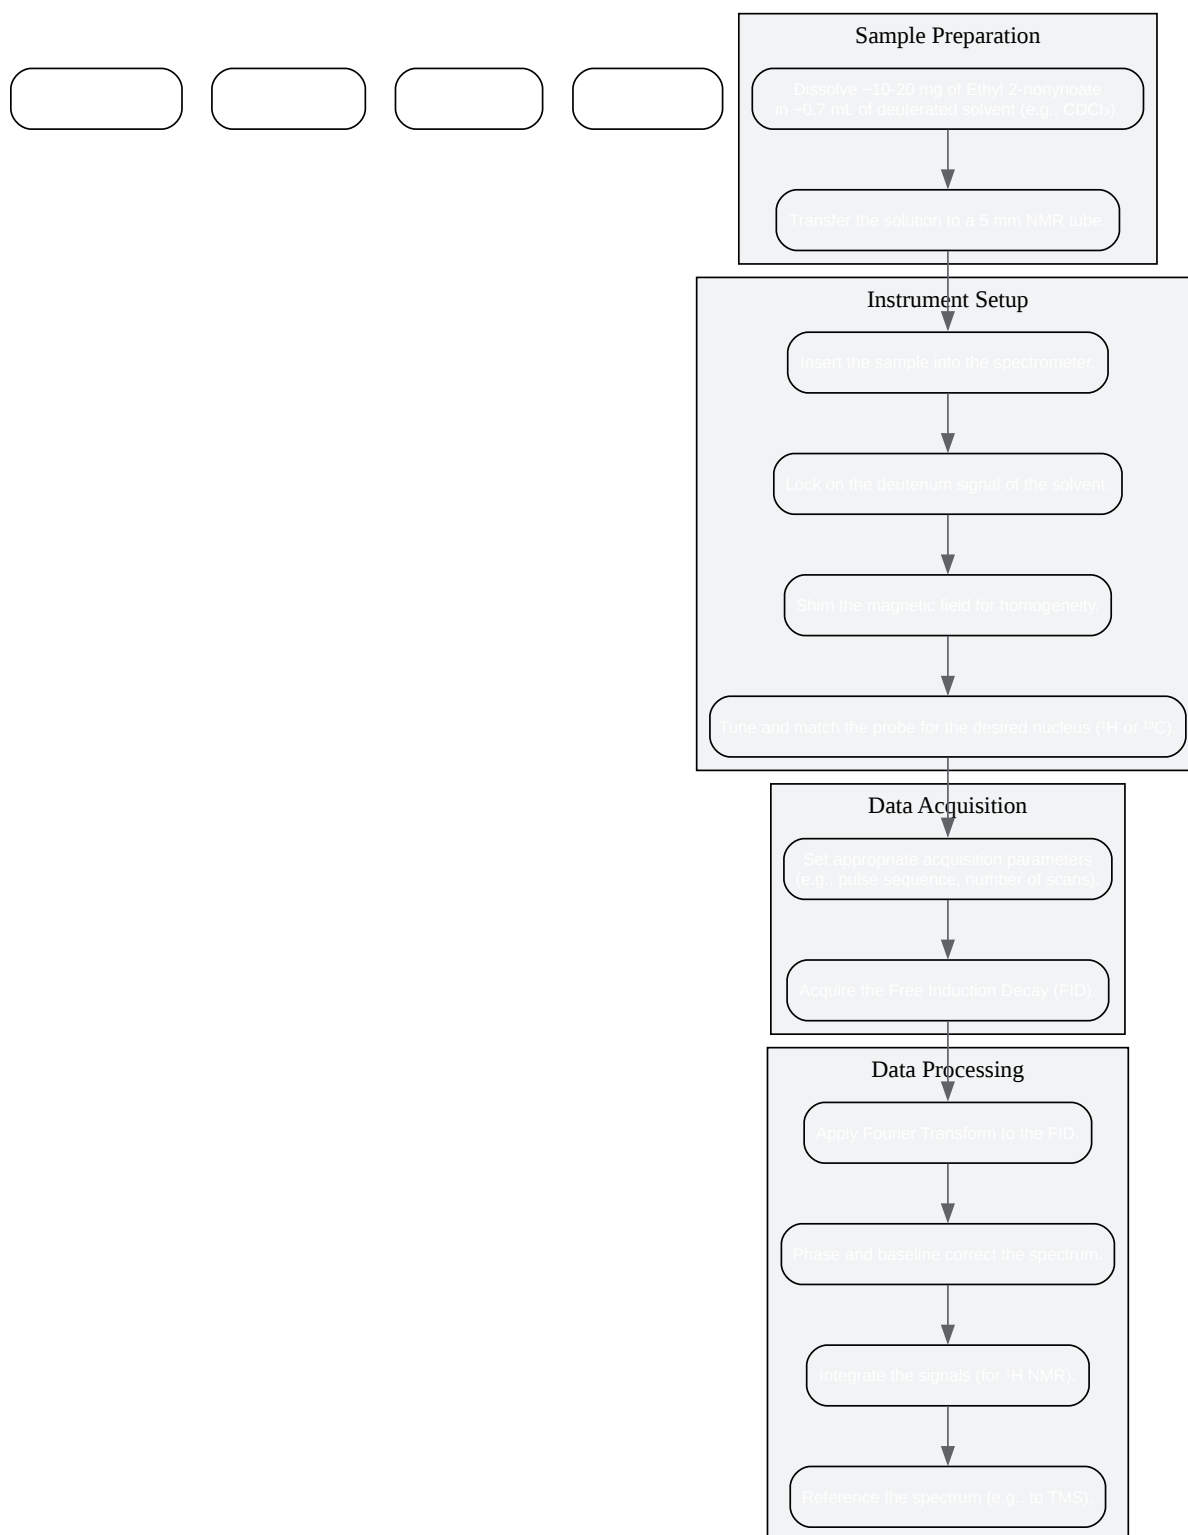 Sample Preparation
Dissolve ~10-20 mg of Ethyl 2-nonynoate
in ~0.7 mL of deuterated solvent (e.g., CDCl₃).
Transfer the solution to a 5 mm NMR tube.
Instrument Setup
Insert the sample into the spectrometer.
Lock on the deuterium signal of the solvent.
Shim the magnetic field for homogeneity.
Tune and match the probe for the desired nucleus (¹H or ¹³C).
Data Acquisition
Set appropriate acquisition parameters
(e.g., pulse sequence, number of scans).
Acquire the Free Induction Decay (FID).
Data Processing
Apply Fourier Transform to the FID.
Phase and baseline correct the spectrum.
Integrate the signals (for ¹H NMR).
Reference the spectrum (e.g., to TMS).